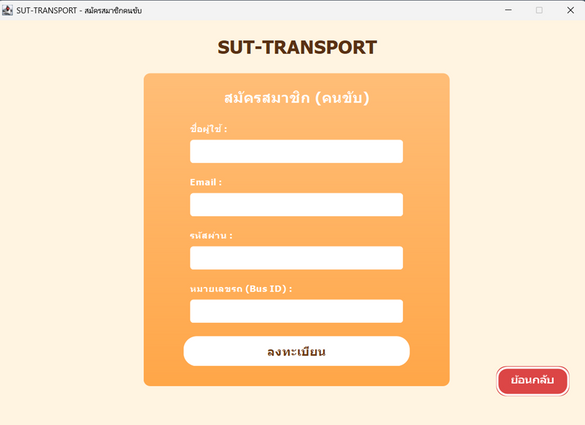 SUT-TRANSPORT - สมัครสมาชิกคนขับ
SUT-TRANSPORT
สมัครสมาชิก (คนขับ)
ชื่อผู้ใช้ :
Email :
รหัสผ่าน :
หมายเลขรถ (Bus ID) :
ลงทะเบียน
ย้อนกลับ